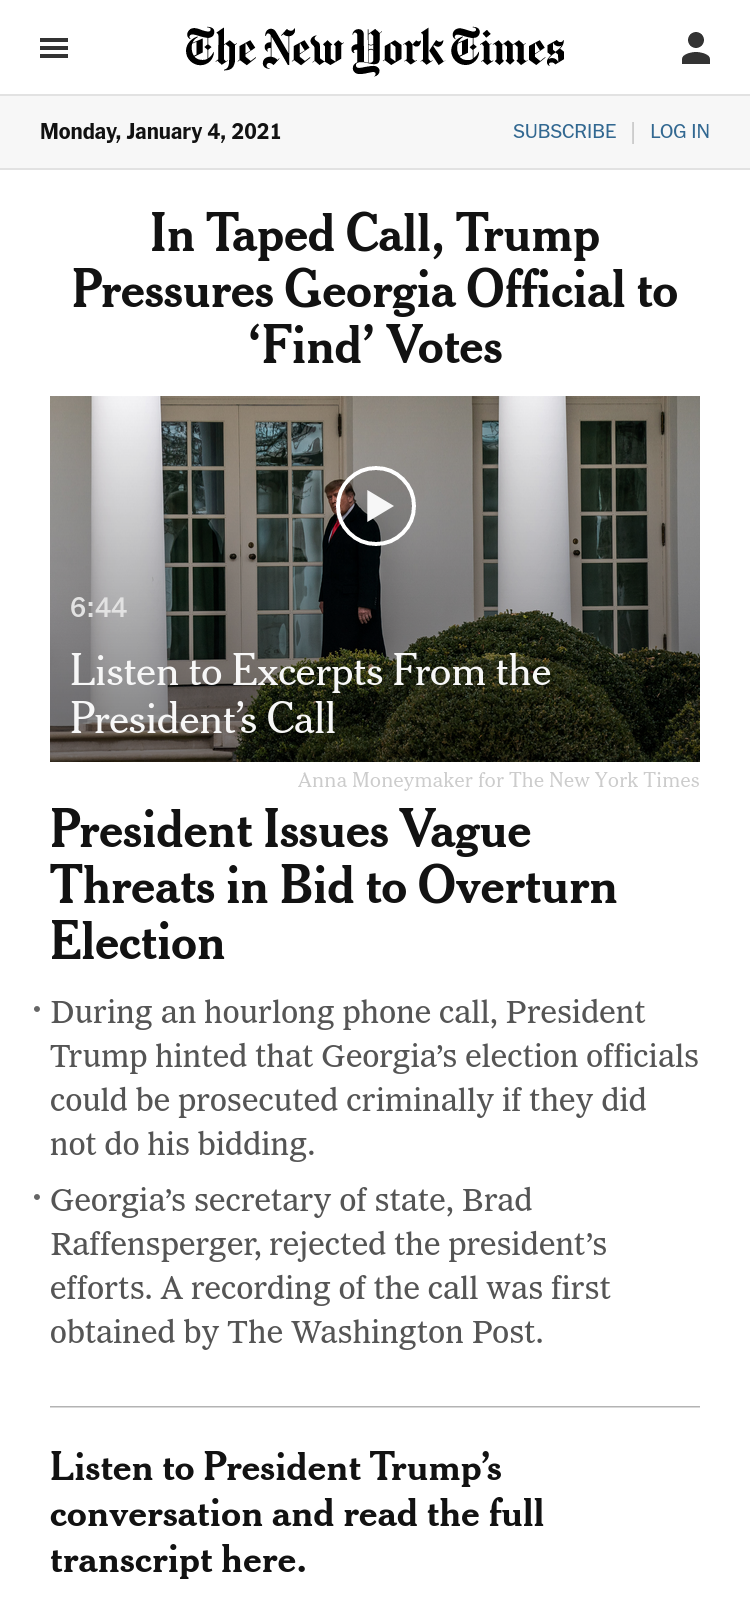 The New York Times
Monday, January 4, 2021
SUBSCRIBE | LOG IN
In Taped Call, Trump
Pressures Georgia Official to
‘Find’ Votes
6:44
Listen to Excerpts From the
President’s Call
Anna Moneymaker for The New York Times
President Issues Vague
Threats in Bid to Overturn
Election
• During an hourlong phone call, President
Trump hinted that Georgia’s election officials
could be prosecuted criminally if they did
not do his bidding.
• Georgia’s secretary of state, Brad
Raffensperger, rejected the president’s
efforts. A recording of the call was first
obtained by The Washington Post.
Listen to President Trump’s
conversation and read the full
transcript here.